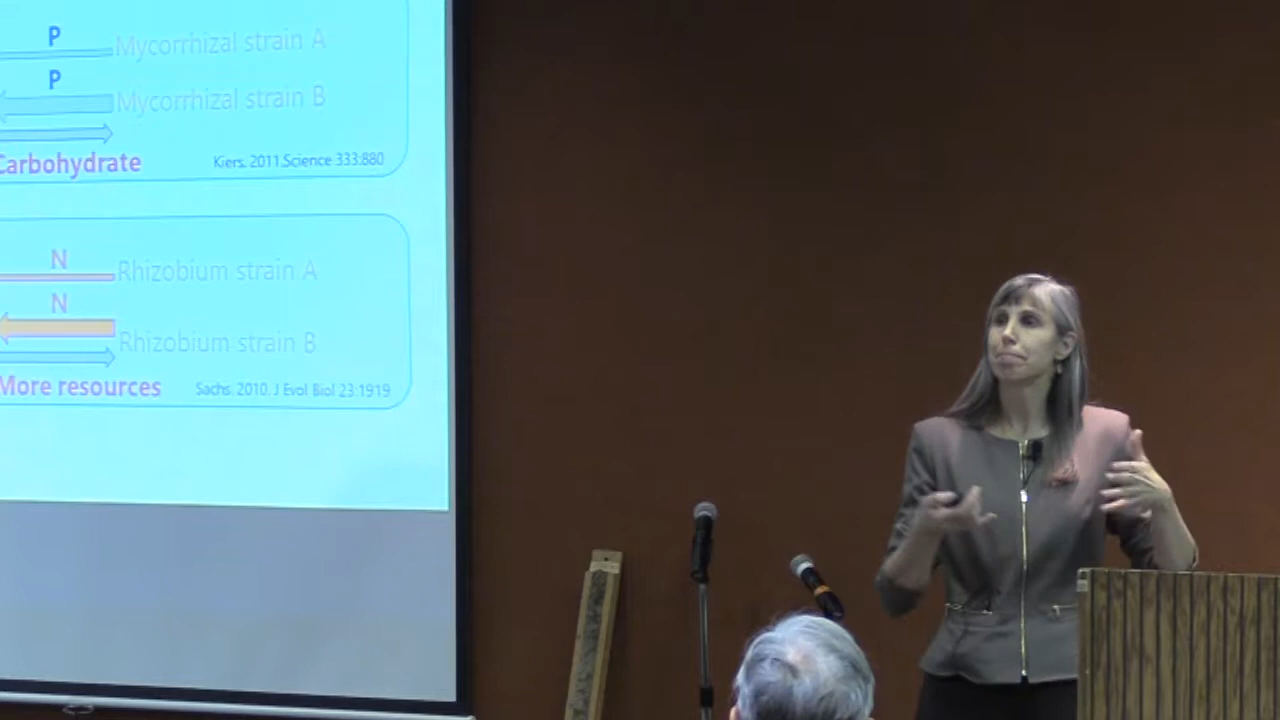 P
Mycorrhizal strain A
P
Mycorrhizal strain B
Carbohydrate
Kiers. 2011.Science 333:880
N
Rhizobium strain A
N
Rhizobium strain B
More resources
Sachs. 2010. J Evol Biol 23:1919